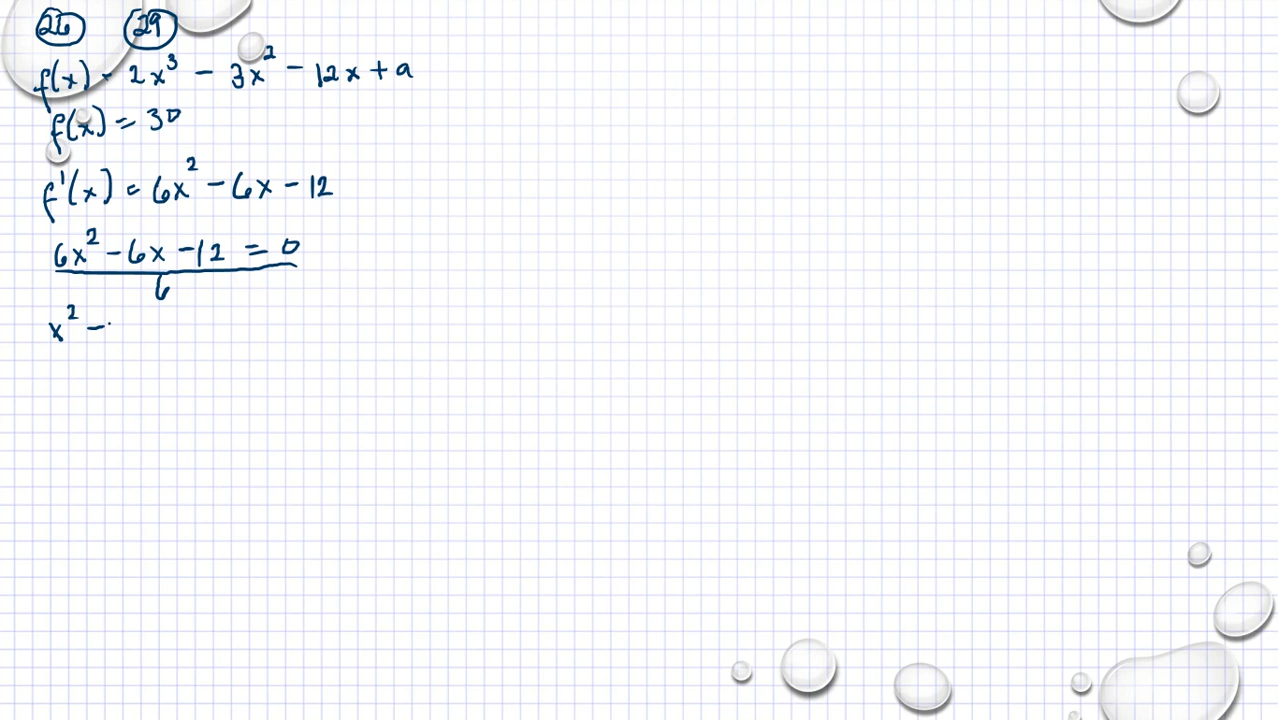 26 29
f(x) = 2x³ - 3x² - 12x + a
f(x) = 30
f'(x) = 6x² - 6x - 12
6x² - 6x - 12 = 0
6
x² -